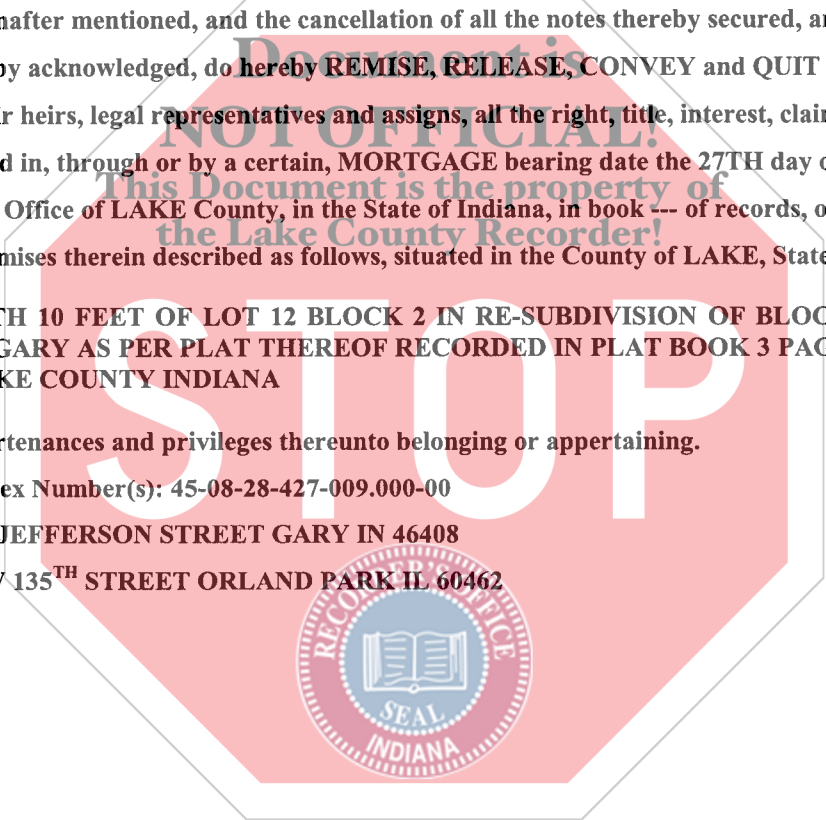 nafter mentioned, and the cancellation of all the notes thereby secured, a
Document is
by acknowledged, do hereby REMISE, RELEASE, CONVEY and QUIT
NOT OFFICIAL!
r heirs, legal representatives and assigns, all the right, title, interest, clai
d in, through or by a certain, MORTGAGE bearing date the 27TH day
This Document is the property of
Office of LAKE County, in the State of Indiana, in book --- of records, o
the Lake County Recorder!
mises therein described as follows, situated in the County of LAKE, State
TH 10 FEET OF LOT 12 BLOCK 2 IN RE-SUBDIVISION OF BLOC
GARY AS PER PLAT THEREOF RECORDED IN PLAT BOOK 3 PAG
KE COUNTY INDIANA
STOP
rtenances and privileges thereunto belonging or appertaining.
ex Number(s): 45-08-28-427-009.000-00
JEFFERSON STREET GARY IN 46408
135TH STREET ORLAND PARK IL 60462
RECORDER'S OFFICE
SEAL
INDIANA